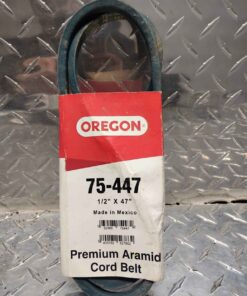 OREGON
75-447
1/2" X 47"
Made in Mexico
Premium Aramid
Cord Belt